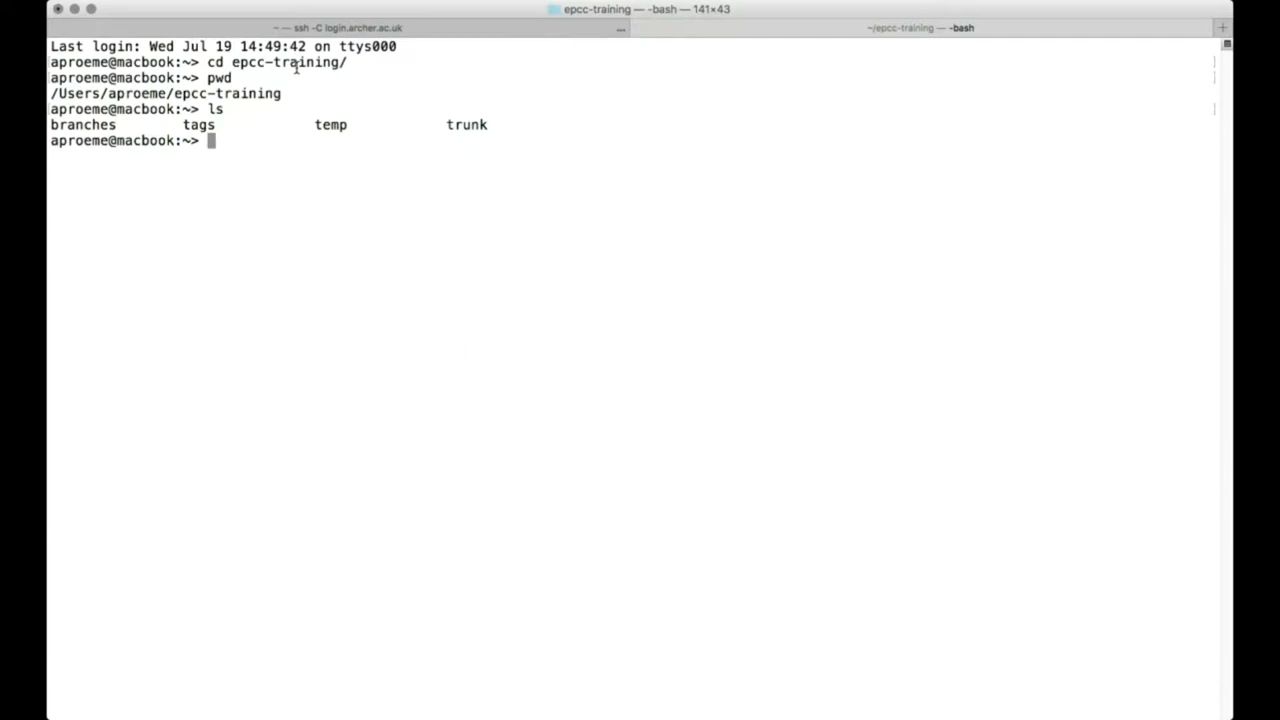 epcc-training — -bash — 141×43
~ — ssh -C login.archer.ac.uk ... ~/epcc-training — -bash +
Last login: Wed Jul 19 14:49:42 on ttys000
aproeme@macbook:~> cd epcc-training/
aproeme@macbook:~> pwd
/Users/aproeme/epcc-training
aproeme@macbook:~> ls
branches tags temp trunk
aproeme@macbook:~>